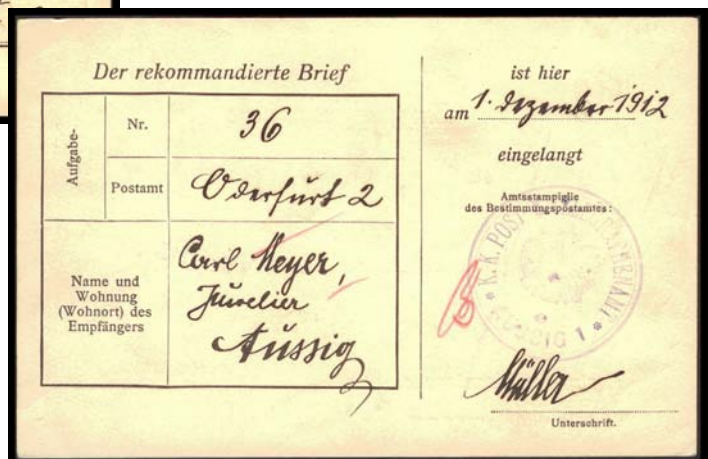 Der rekommandierte Brief
Aufgabe-
Nr.
36
Postamt
Oderfurt 2
Name und
Wohnung
(Wohnort) des
Empfängers
Carl Meyer,
Juwelier
Aussig
ist hier
am 1. Dezember 1912
eingelangt
Amtsstampiglie
des Bestimmungspostamtes:
K. K. POST
AUSSIG 1
Müller
Unterschrift.